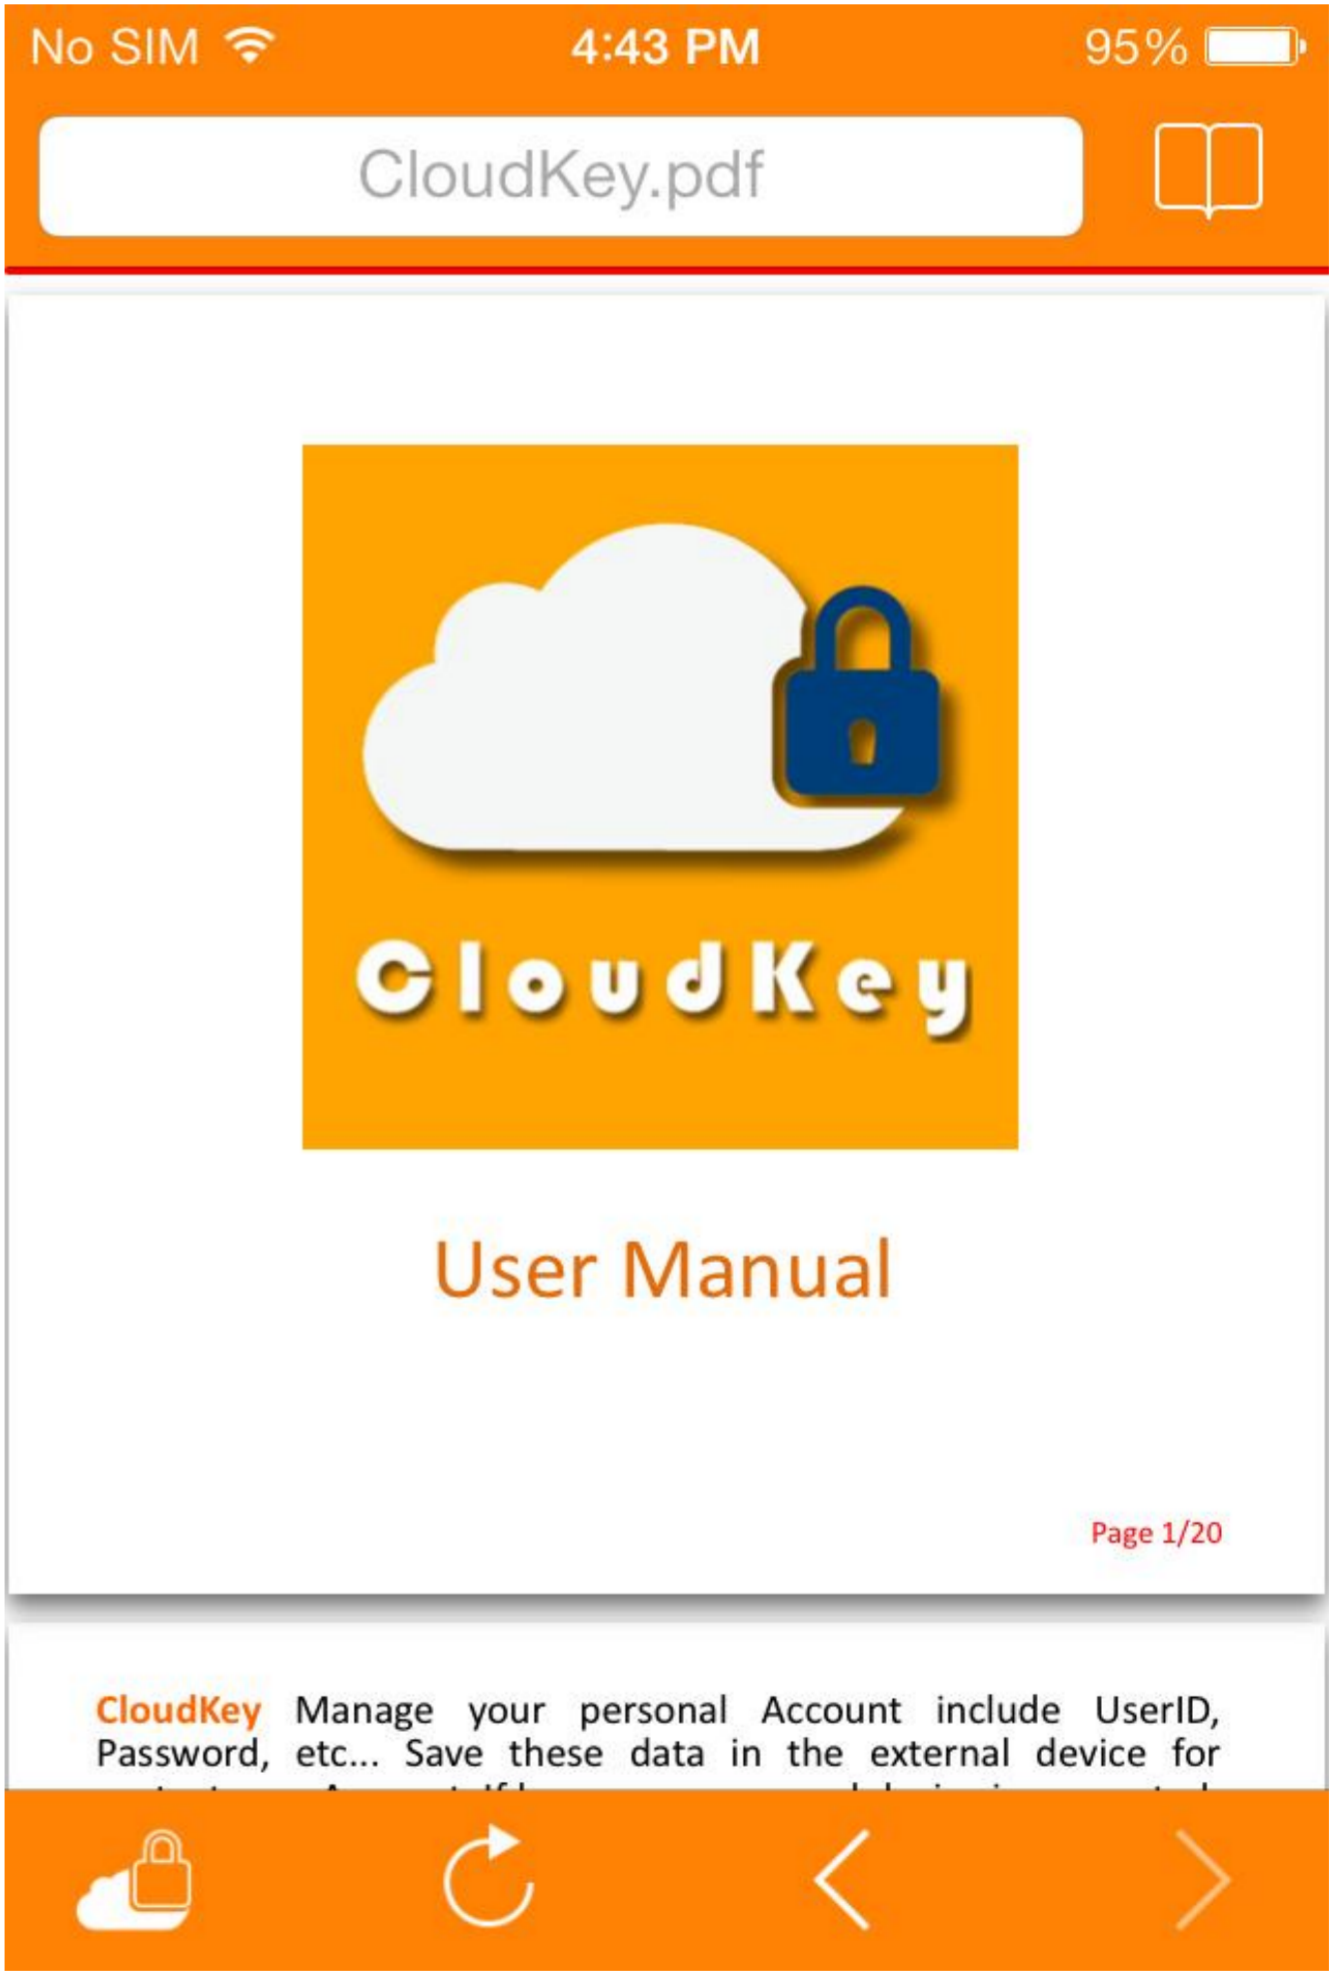 No SIM 4:43 PM 95%
CloudKey.pdf
CloudKey
User Manual
Page 1/20
CloudKey Manage your personal Account include UserID,
Password, etc... Save these data in the external device for